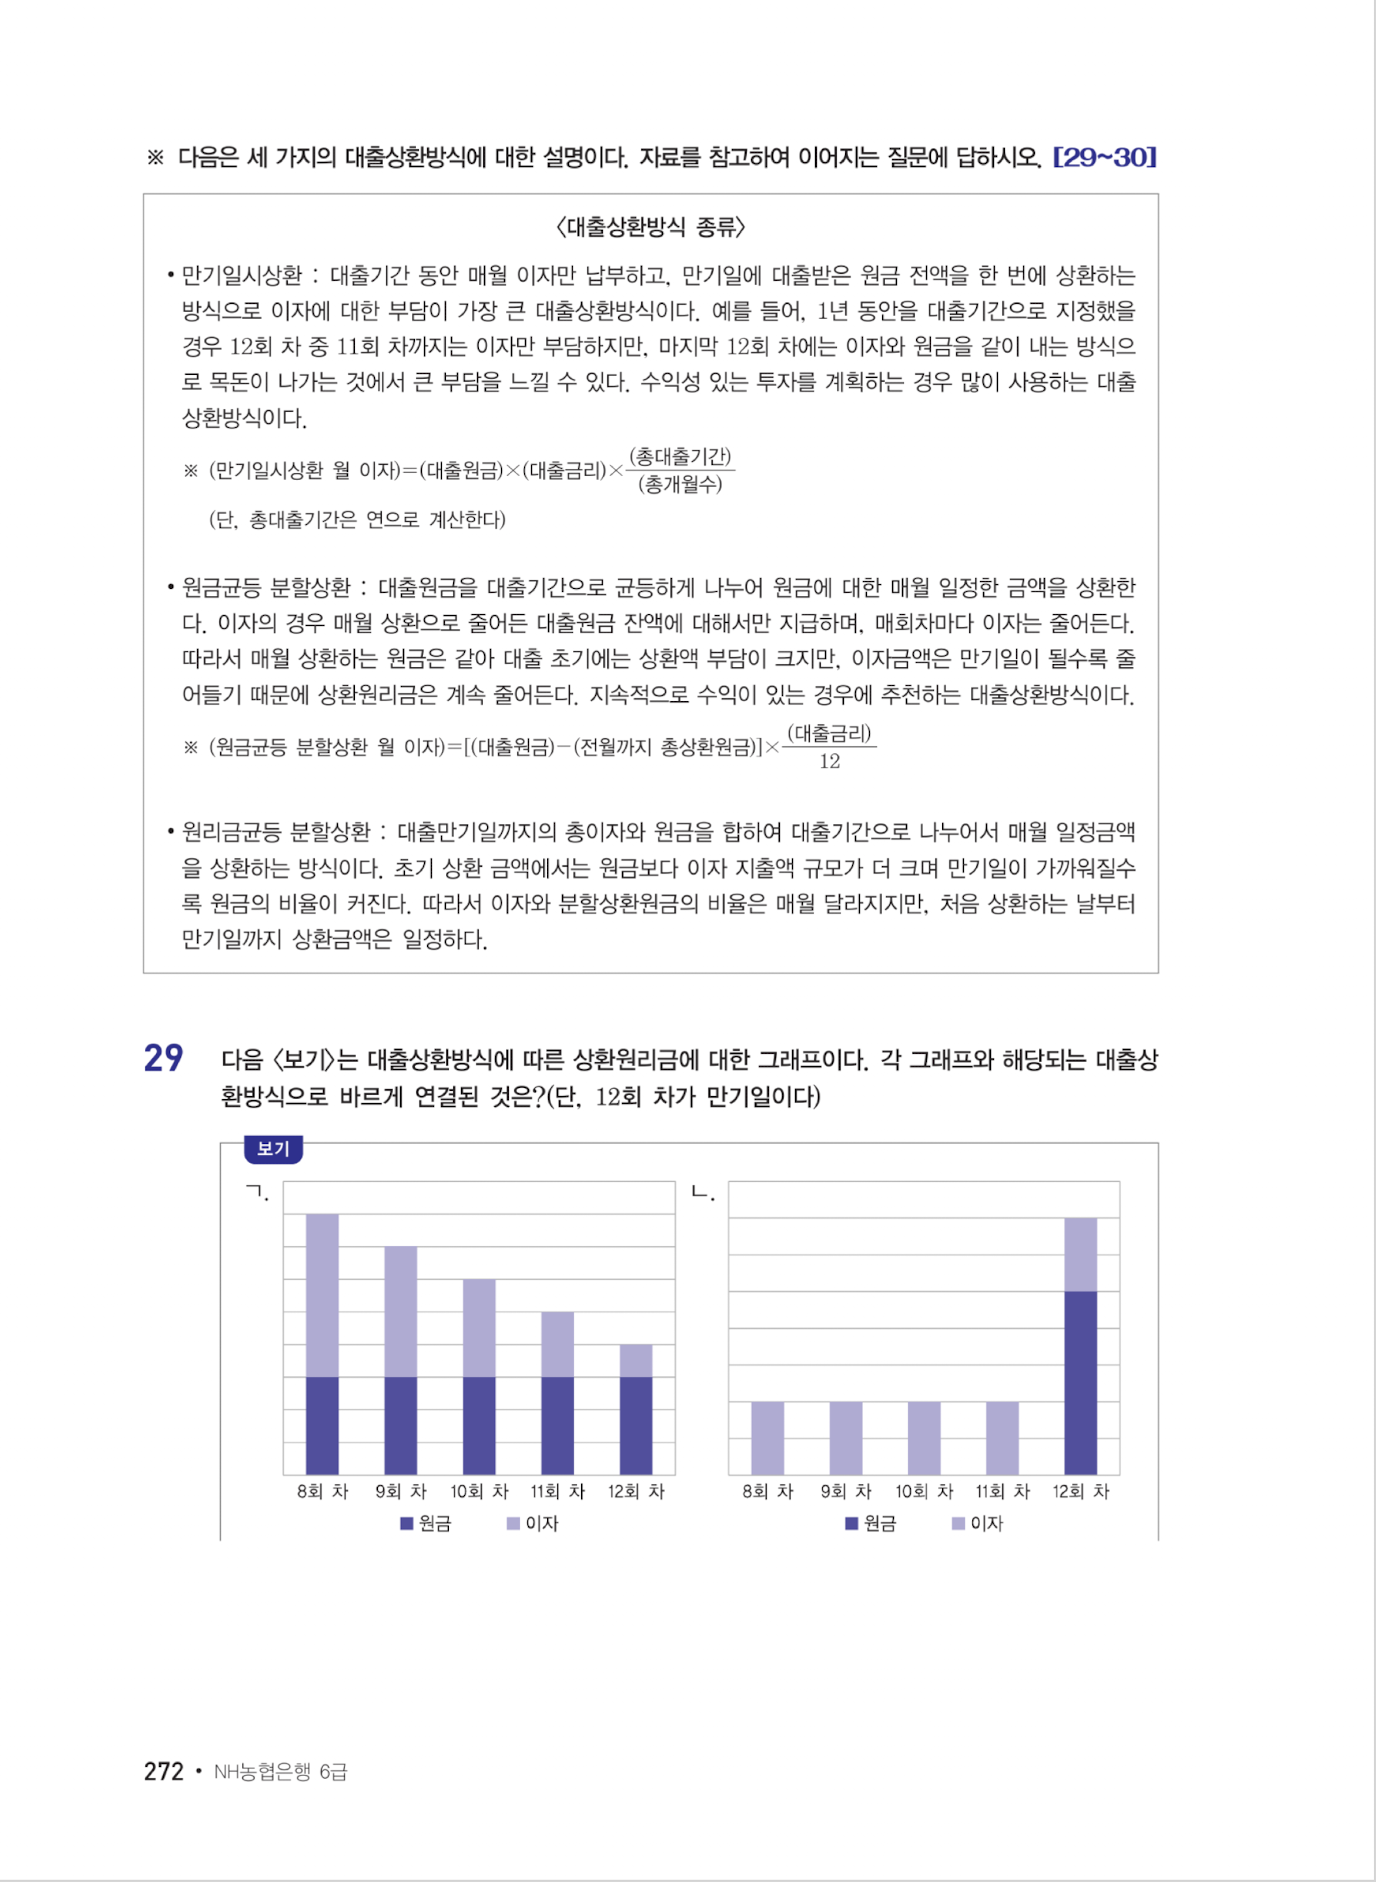 ※ 다음은 세 가지의 대출상환방식에 대한 설명이다. 자료를 참고하여 이어지는 질문에 답하시오. [29~30]
〈대출상환방식 종류〉
• 만기일시상환 : 대출기간 동안 매월 이자만 납부하고, 만기일에 대출받은 원금 전액을 한 번에 상환하는
방식으로 이자에 대한 부담이 가장 큰 대출상환방식이다. 예를 들어, 1년 동안을 대출기간으로 지정했을
경우 12회 차 중 11회 차까지는 이자만 부담하지만, 마지막 12회 차에는 이자와 원금을 같이 내는 방식으
로 목돈이 나가는 것에서 큰 부담을 느낄 수 있다. 수익성 있는 투자를 계획하는 경우 많이 사용하는 대출
상환방식이다.
※ (만기일시상환 월 이자)=(대출원금)×(대출금리)×(총대출기간)/(총개월수)
(단, 총대출기간은 연으로 계산한다)
• 원금균등 분할상환 : 대출원금을 대출기간으로 균등하게 나누어 원금에 대한 매월 일정한 금액을 상환한
다. 이자의 경우 매월 상환으로 줄어든 대출원금 잔액에 대해서만 지급하며, 매회차마다 이자는 줄어든다.
따라서 매월 상환하는 원금은 같아 대출 초기에는 상환액 부담이 크지만, 이자금액은 만기일이 될수록 줄
어들기 때문에 상환원리금은 계속 줄어든다. 지속적으로 수익이 있는 경우에 추천하는 대출상환방식이다.
※ (원금균등 분할상환 월 이자)=[(대출원금)−(전월까지 총상환원금)]×(대출금리)/12
• 원리금균등 분할상환 : 대출만기일까지의 총이자와 원금을 합하여 대출기간으로 나누어서 매월 일정금액
을 상환하는 방식이다. 초기 상환 금액에서는 원금보다 이자 지출액 규모가 더 크며 만기일이 가까워질수
록 원금의 비율이 커진다. 따라서 이자와 분할상환원금의 비율은 매월 달라지지만, 처음 상환하는 날부터
만기일까지 상환금액은 일정하다.
29 다음 〈보기〉는 대출상환방식에 따른 상환원리금에 대한 그래프이다. 각 그래프와 해당되는 대출상
환방식으로 바르게 연결된 것은?(단, 12회 차가 만기일이다)
보기
ㄱ.
8회 차 9회 차 10회 차 11회 차 12회 차
원금 이자
ㄴ.
8회 차 9회 차 10회 차 11회 차 12회 차
원금 이자
272 • NH농협은행 6급